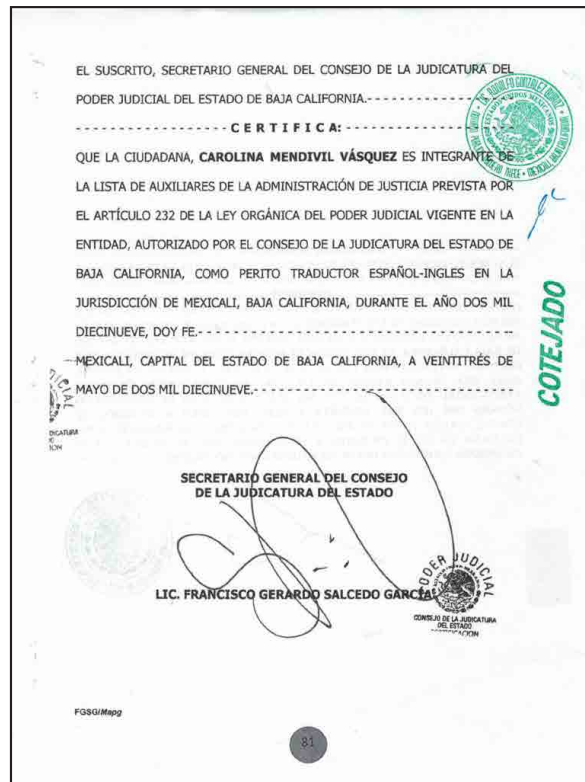 EL SUSCRITO, SECRETARIO GENERAL DEL CONSEJO DE LA JUDICATURA DEL
PODER JUDICIAL DEL ESTADO DE BAJA CALIFORNIA.- - - - - - - - - - - - - - - - - -
- - - - - - - - - - - - - - - - - - C E R T I F I C A: - - - - - - - - - - - - - - - - - -
QUE LA CIUDADANA, CAROLINA MENDIVIL VÁSQUEZ ES INTEGRANTE DE
LA LISTA DE AUXILIARES DE LA ADMINISTRACIÓN DE JUSTICIA PREVISTA POR
EL ARTÍCULO 232 DE LA LEY ORGÁNICA DEL PODER JUDICIAL VIGENTE EN LA
ENTIDAD, AUTORIZADO POR EL CONSEJO DE LA JUDICATURA DEL ESTADO DE
BAJA CALIFORNIA, COMO PERITO TRADUCTOR ESPAÑOL-INGLES EN LA
JURISDICCIÓN DE MEXICALI, BAJA CALIFORNIA, DURANTE EL AÑO DOS MIL
DIECINUEVE, DOY FE.- - - - - - - - - - - - - - - - - - - - - - - - - - - - - - - - - -
MEXICALI, CAPITAL DEL ESTADO DE BAJA CALIFORNIA, A VEINTITRÉS DE
MAYO DE DOS MIL DIECINUEVE.- - - - - - - - - - - - - - - - - - - - - - - - - - - -
COTEJADO
SECRETARIO GENERAL DEL CONSEJO
DE LA JUDICATURA DEL ESTADO
LIC. FRANCISCO GERARDO SALCEDO GARCÍA
PODER JUDICIAL
CONSEJO DE LA JUDICATURA
DEL ESTADO
FGSG/Mapg
81